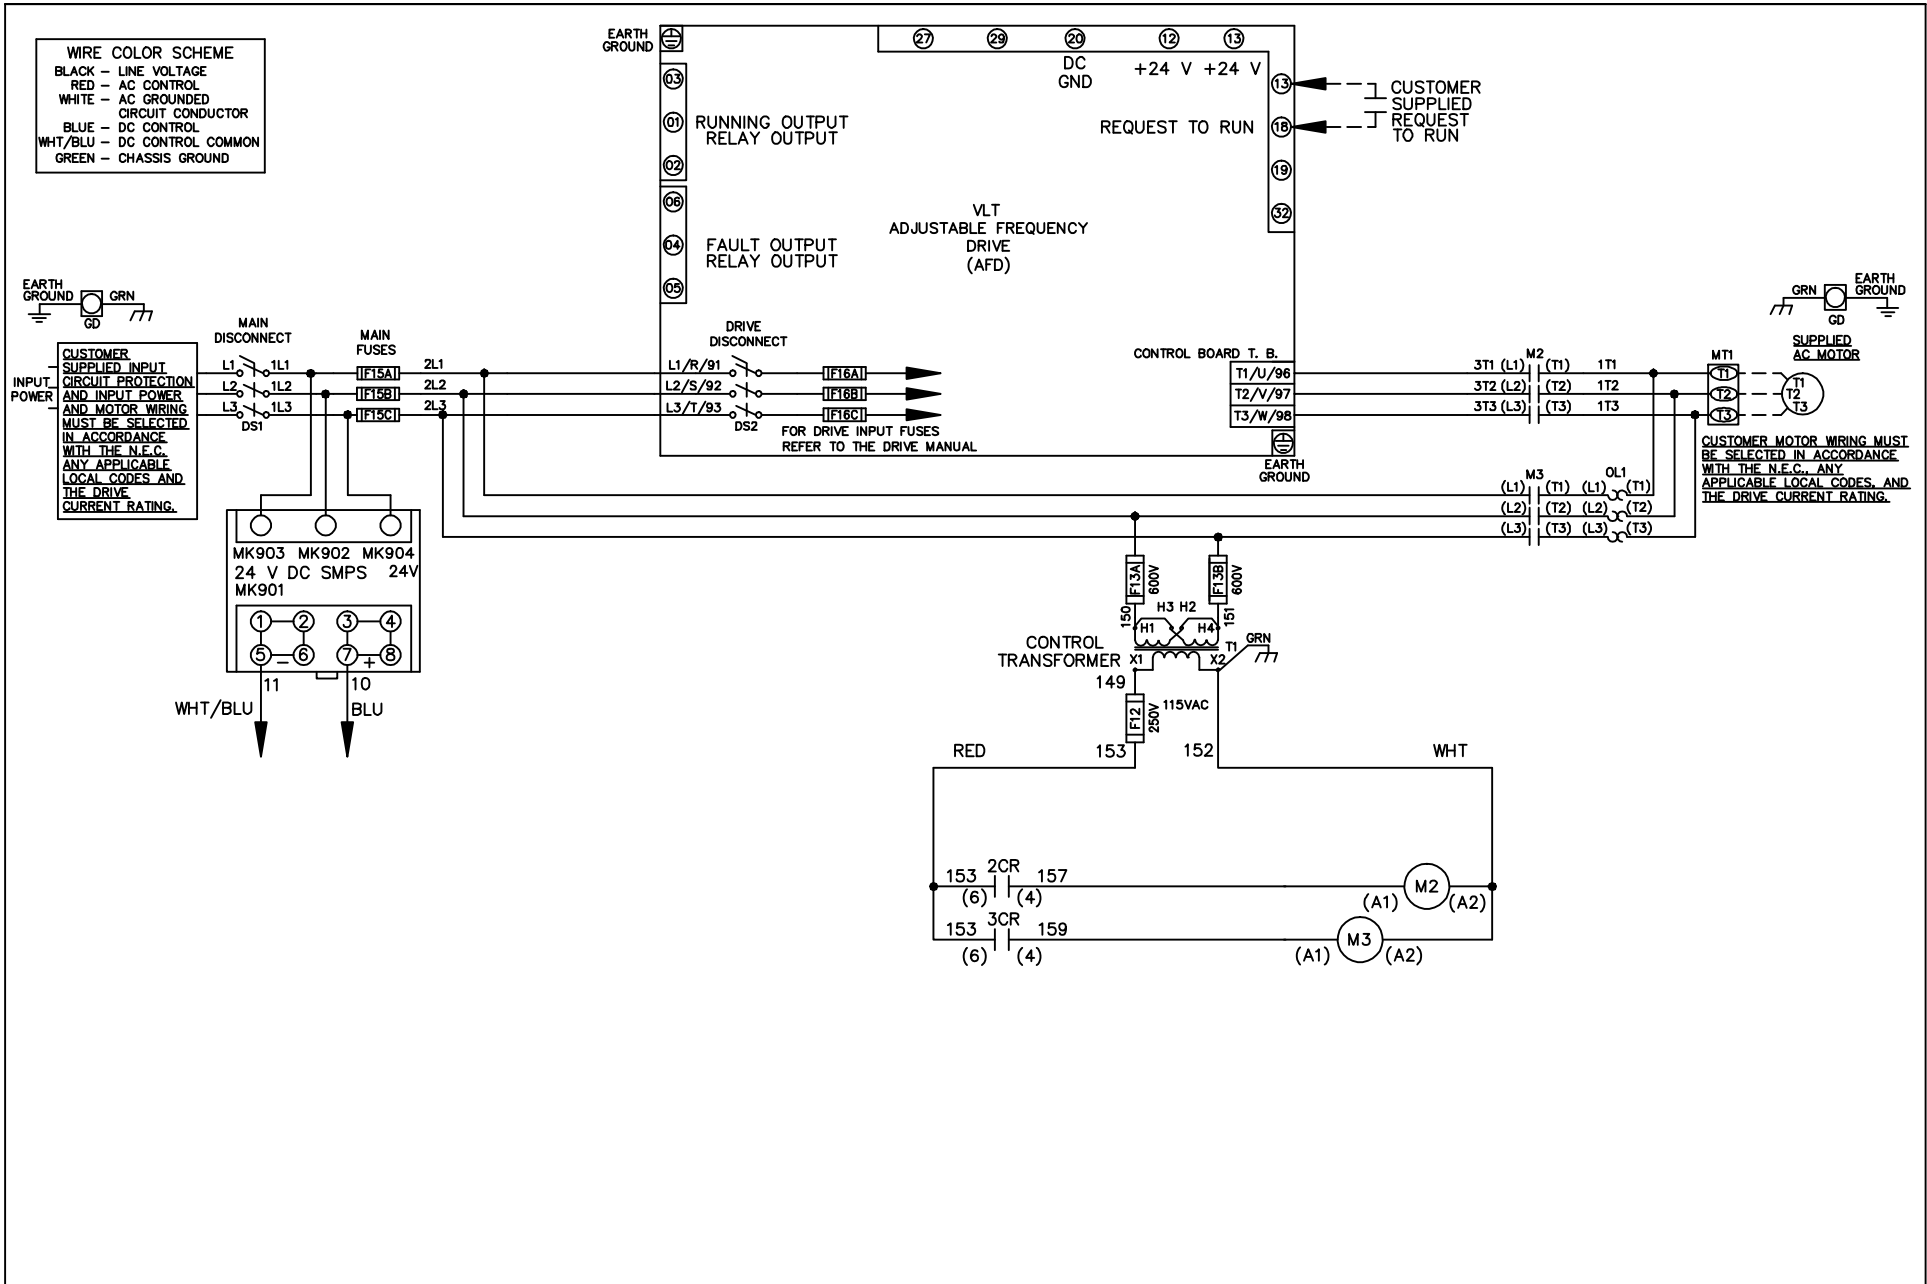 WIRE COLOR SCHEME
BLACK – LINE VOLTAGE
RED – AC CONTROL
WHITE – AC GROUNDED
CIRCUIT CONDUCTOR
BLUE – DC CONTROL
WHT/BLU – DC CONTROL COMMON
GREEN – CHASSIS GROUND
EARTH
GROUND
27 29 20 12 13
DC
GND
+24 V +24 V
03
01
02
RUNNING OUTPUT
RELAY OUTPUT
06
04
05
FAULT OUTPUT
RELAY OUTPUT
VLT
ADJUSTABLE FREQUENCY
DRIVE
(AFD)
REQUEST TO RUN
13
18
19
32
CUSTOMER
SUPPLIED
REQUEST
TO RUN
EARTH
GROUND
GRN
GD
INPUT
POWER
CUSTOMER
SUPPLIED INPUT
CIRCUIT PROTECTION
AND INPUT POWER
AND MOTOR WIRING
MUST BE SELECTED
IN ACCORDANCE
WITH THE N.E.C.
ANY APPLICABLE
LOCAL CODES AND
THE DRIVE
CURRENT RATING.
MAIN
DISCONNECT
L1 1L1
L2 1L2
L3 1L3
DS1
MAIN
FUSES
F15A 2L1
F15B 2L2
F15C 2L3
DRIVE
DISCONNECT
L1/R/91 F16A
L2/S/92 F16B
L3/T/93 F16C
DS2
FOR DRIVE INPUT FUSES
REFER TO THE DRIVE MANUAL
CONTROL BOARD T. B.
T1/U/96
T2/V/97
T3/W/98
EARTH
GROUND
M2
3T1 (L1) (T1) 1T1
3T2 (L2) (T2) 1T2
3T3 (L3) (T3) 1T3
MT1
T1
T2
T3
GRN
GD
EARTH
GROUND
SUPPLIED
AC MOTOR
T1
T2
T3
CUSTOMER MOTOR WIRING MUST
BE SELECTED IN ACCORDANCE
WITH THE N.E.C., ANY
APPLICABLE LOCAL CODES, AND
THE DRIVE CURRENT RATING.
M3 OL1
(L1) (T1) (L1) (T1)
(L2) (T2) (L2) (T2)
(L3) (T3) (L3) (T3)
MK903 MK902 MK904
24 V DC SMPS 24V
MK901
1 2 3 4
5 – 6 7 + 8
11 10
WHT/BLU BLU
F13A
600V
F13B
600V
150
151
H3 H2
H1 H4
CONTROL
TRANSFORMER
X1 X2
T1
GRN
149
F12
250V
115VAC
RED 153 152 WHT
2CR
153 157
(6) (4)
M2
(A1) (A2)
3CR
153 159
(6) (4)
M3
(A1) (A2)